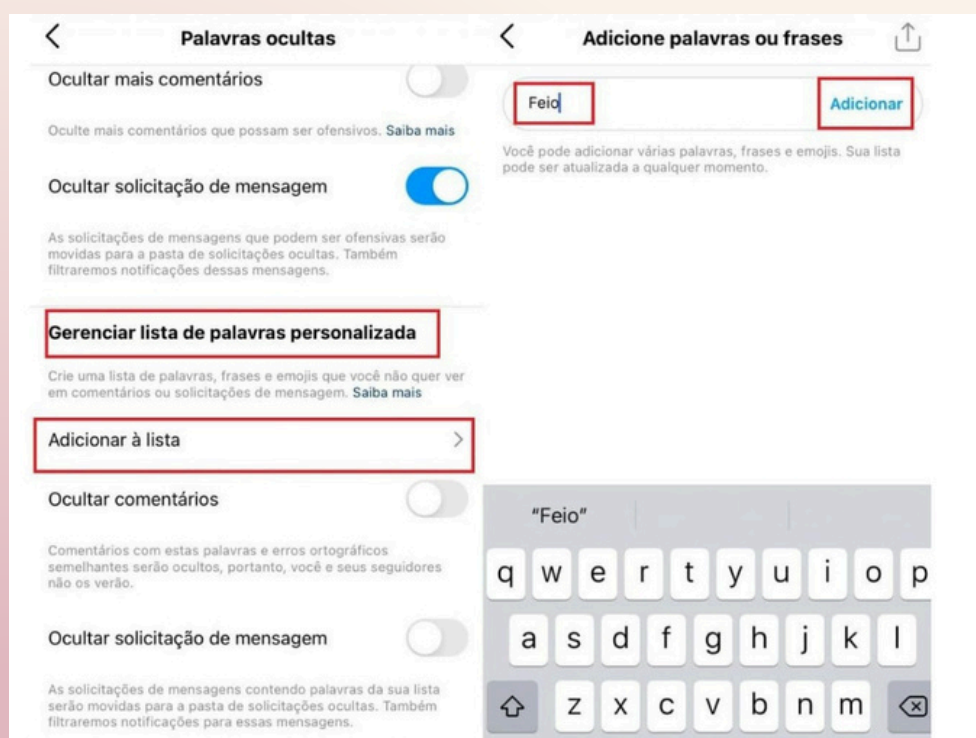 Palavras ocultas
Ocultar mais comentários
Oculte mais comentários que possam ser ofensivos. Saiba mais
Ocultar solicitação de mensagem
As solicitações de mensagens que podem ser ofensivas serão
movidas para a pasta de solicitações ocultas. Também
filtraremos notificações dessas mensagens.
Gerenciar lista de palavras personalizada
Crie uma lista de palavras, frases e emojis que você não quer ver
em comentários ou solicitações de mensagem. Saiba mais
Adicionar à lista
Ocultar comentários
Comentários com estas palavras e erros ortográficos
semelhantes serão ocultos, portanto, você e seus seguidores
não os verão.
Ocultar solicitação de mensagem
As solicitações de mensagens contendo palavras da sua lista
serão movidas para a pasta de solicitações ocultas. Também
filtraremos notificações para essas mensagens.
Adicione palavras ou frases
Feio Adicionar
Você pode adicionar várias palavras, frases e emojis. Sua lista
pode ser atualizada a qualquer momento.
"Feio"
q w e r t y u i o p
a s d f g h j k l
z x c v b n m